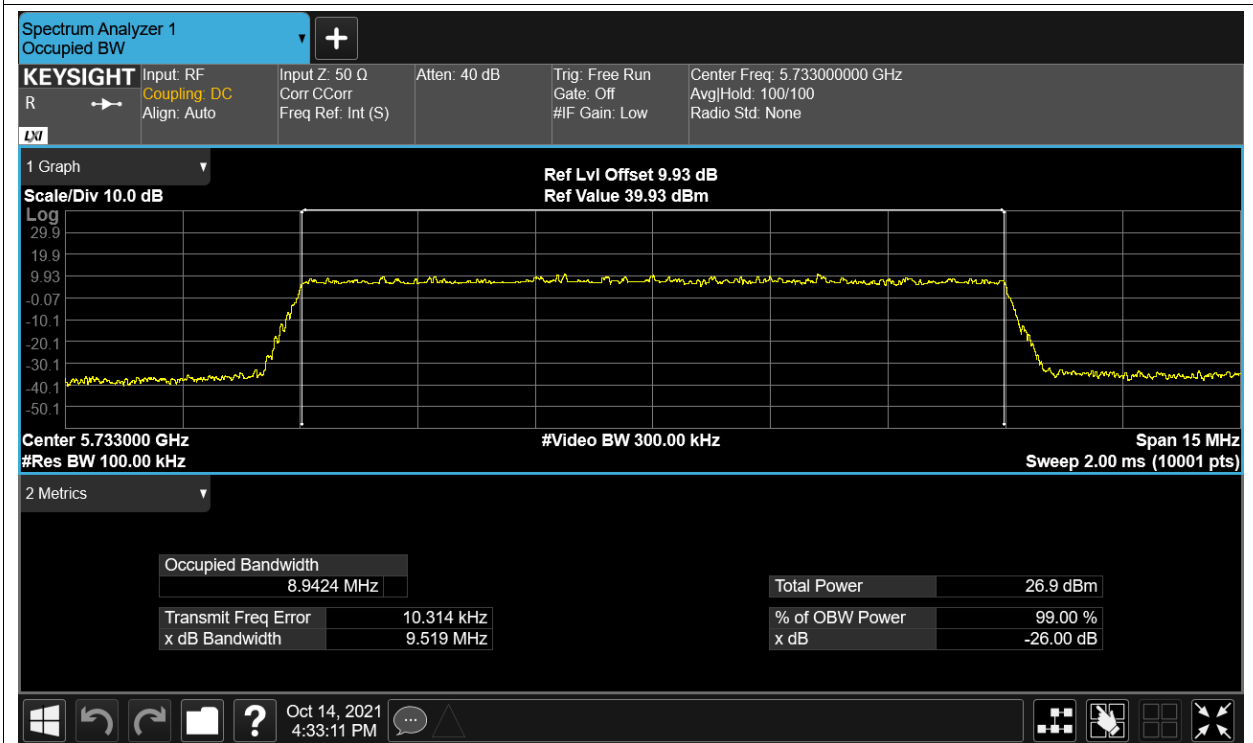 Spectrum Analyzer 1
Occupied BW
KEYSIGHT
R
LXI
Input: RF
Coupling: DC
Align: Auto
Input Z: 50 Ω
Corr CCorr
Freq Ref: Int (S)
Atten: 40 dB
Trig: Free Run
Gate: Off
#IF Gain: Low
Center Freq: 5.733000000 GHz
Avg|Hold: 100/100
Radio Std: None
1 Graph
Scale/Div 10.0 dB
Ref Lvl Offset 9.93 dB
Ref Value 39.93 dBm
Log
29.9
19.9
9.93
-0.07
-10.1
-20.1
-30.1
-40.1
-50.1
Center 5.733000 GHz
#Res BW 100.00 kHz
#Video BW 300.00 kHz
Span 15 MHz
Sweep 2.00 ms (10001 pts)
2 Metrics
Occupied Bandwidth
8.9424 MHz
Transmit Freq Error 10.314 kHz
x dB Bandwidth 9.519 MHz
Total Power 26.9 dBm
% of OBW Power 99.00 %
x dB -26.00 dB
?
Oct 14, 2021
4:33:11 PM